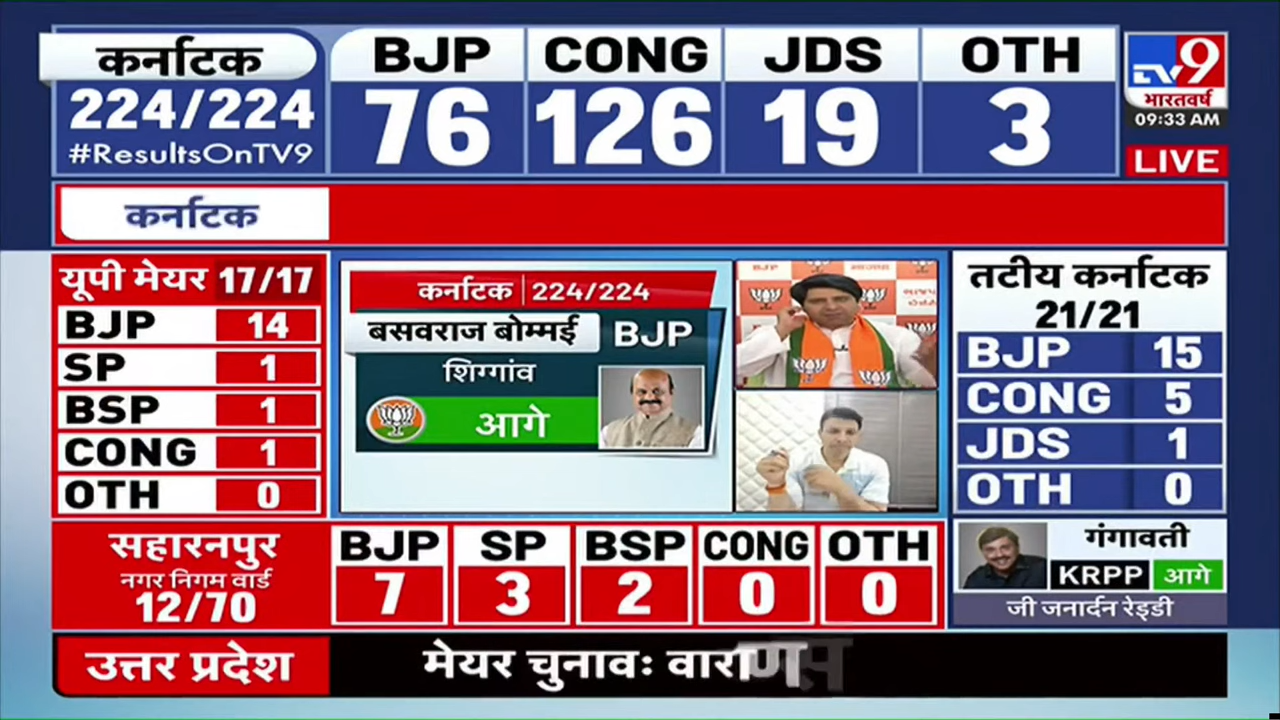 कर्नाटक
224/224
#ResultsOnTV9
BJP CONG JDS OTH
76 126 19 3
TV9
भारतवर्ष
09:33 AM
LIVE
कर्नाटक
यूपी मेयर 17/17
BJP 14
SP 1
BSP 1
CONG 1
OTH 0
कर्नाटक 224/224
बसवराज बोम्मई BJP
शिग्गांव
आगे
BJP
तटीय कर्नाटक
21/21
BJP 15
CONG 5
JDS 1
OTH 0
सहारनपुर
नगर निगम वार्ड
12/70
BJP SP BSP CONG OTH
7 3 2 0 0
गंगावती
KRPP आगे
जी जनार्दन रेड्डी
उत्तर प्रदेश
मेयर चुनावः वाराणस